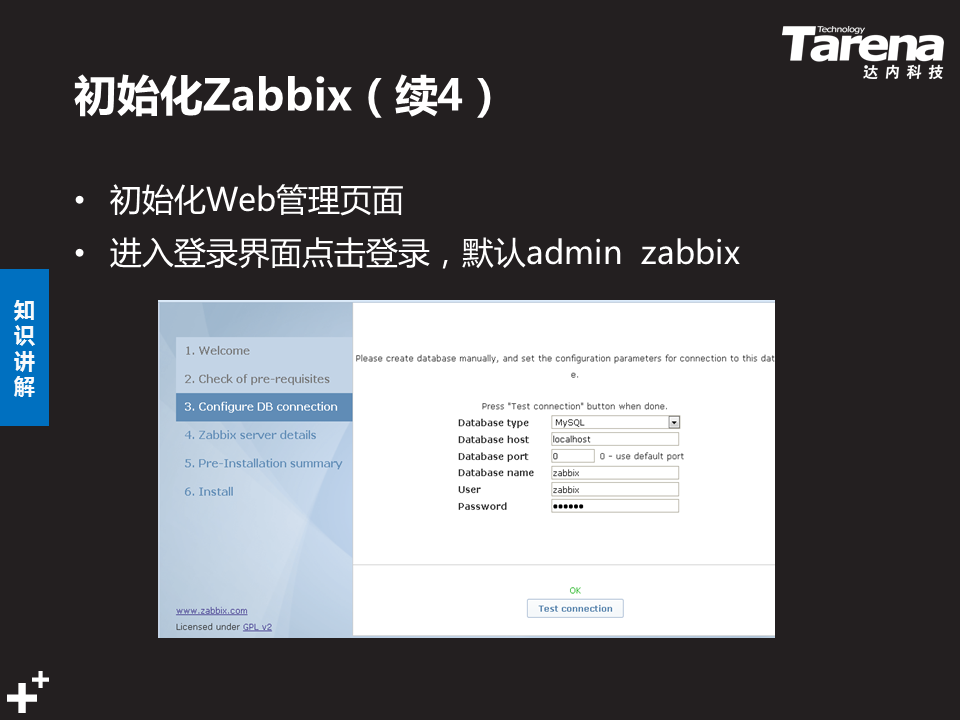 Technology
Tarena
达内科技
初始化Zabbix（续4）
• 初始化Web管理页面
• 进入登录界面点击登录，默认admin zabbix
知识讲解
1. Welcome
2. Check of pre-requisites
3. Configure DB connection
4. Zabbix server details
5. Pre-Installation summary
6. Install
www.zabbix.com
Licensed under GPL v2
Please create database manually, and set the configuration parameters for connection to this dat
e.
Press "Test connection" button when done.
Database type MySQL
Database host localhost
Database port 0 0 - use default port
Database name zabbix
User zabbix
Password ●●●●●●
OK
Test connection